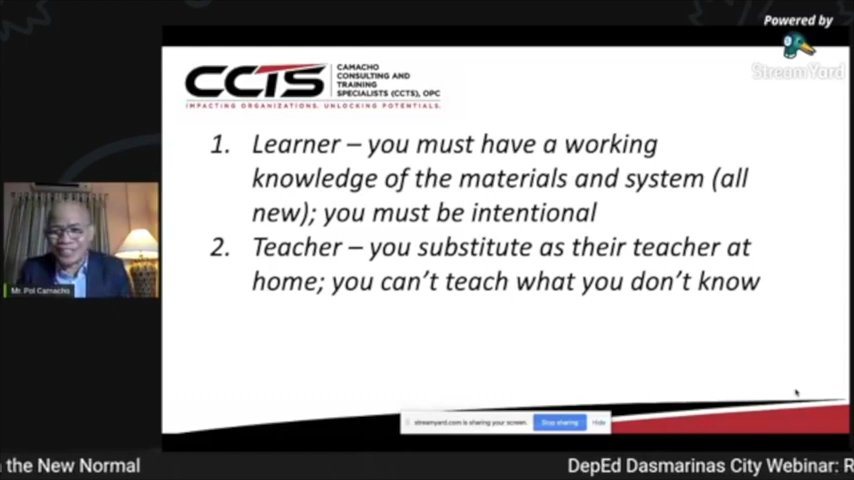 Powered by
StreamYard
CCTS
CAMACHO
CONSULTING AND
TRAINING
SPECIALISTS (CCTS), OPC
IMPACTING ORGANIZATIONS. UNLOCKING POTENTIALS.
1. Learner – you must have a working
knowledge of the materials and system (all
new); you must be intentional
2. Teacher – you substitute as their teacher at
home; you can't teach what you don't know
Mr. Pol Camacho
streamyard.com is sharing your screen.
Stop sharing
Hide
the New Normal
DepEd Dasmarinas City Webinar: R